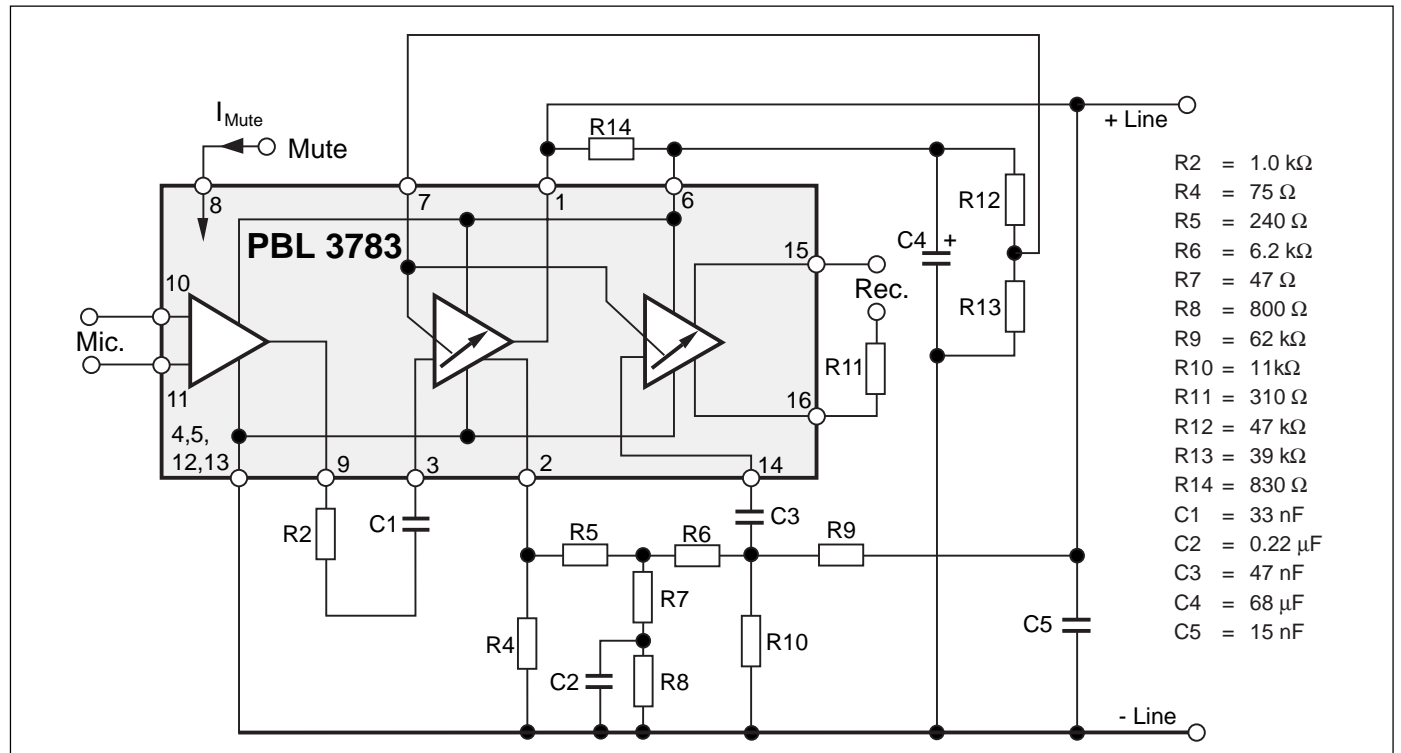 I Mute
Mute
R14
+ Line
8
7
1
6
PBL 3783
R12
C4 +
15
Rec.
R13
10
Mic.
11
R11
16
4,5,
12,13
9
3
2
14
R2
C1
C3
R5
R6
R9
R7
R4
R10
C5
C2
R8
- Line
R2 = 1.0 kΩ
R4 = 75 Ω
R5 = 240 Ω
R6 = 6.2 kΩ
R7 = 47 Ω
R8 = 800 Ω
R9 = 62 kΩ
R10 = 11kΩ
R11 = 310 Ω
R12 = 47 kΩ
R13 = 39 kΩ
R14 = 830 Ω
C1 = 33 nF
C2 = 0.22 µF
C3 = 47 nF
C4 = 68 µF
C5 = 15 nF